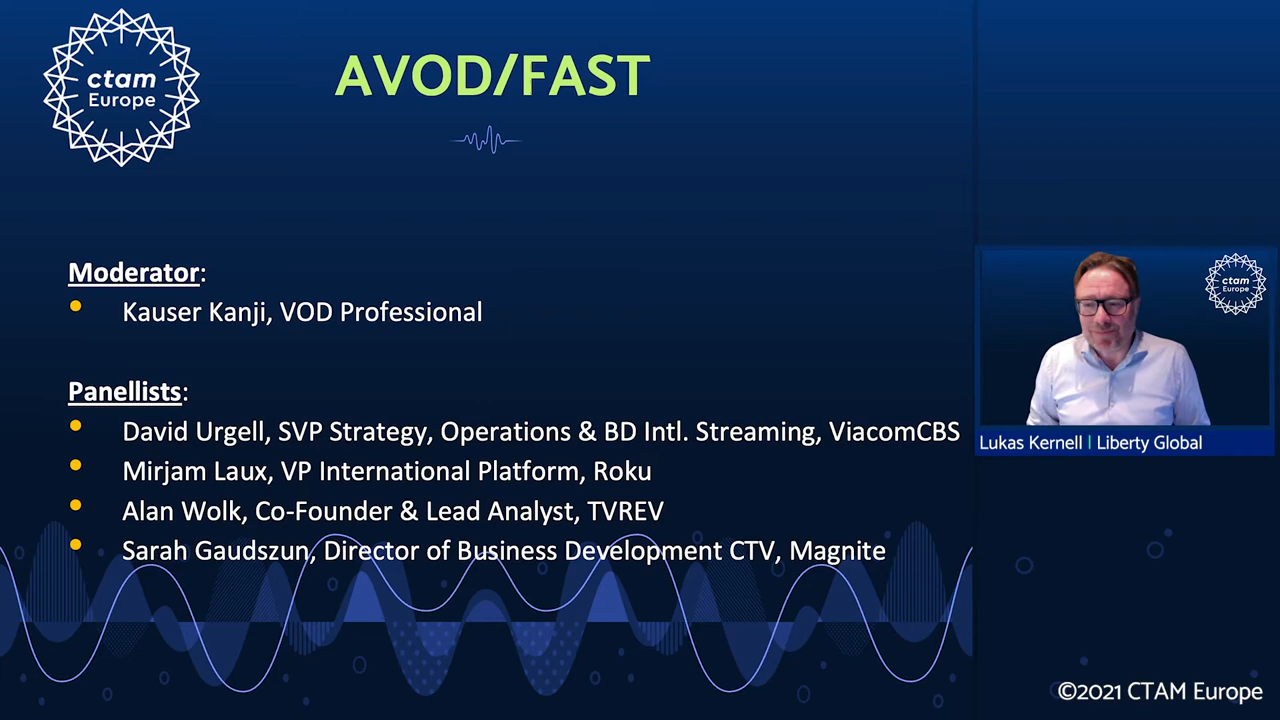 ctam
Europe
AVOD/FAST
Moderator:
Kauser Kanji, VOD Professional
Panellists:
David Urgell, SVP Strategy, Operations & BD Intl. Streaming, ViacomCBS
Mirjam Laux, VP International Platform, Roku
Alan Wolk, Co-Founder & Lead Analyst, TVREV
Sarah Gaudszun, Director of Business Development CTV, Magnite
ctam
Europe
Lukas Kernell | Liberty Global
©2021 CTAM Europe